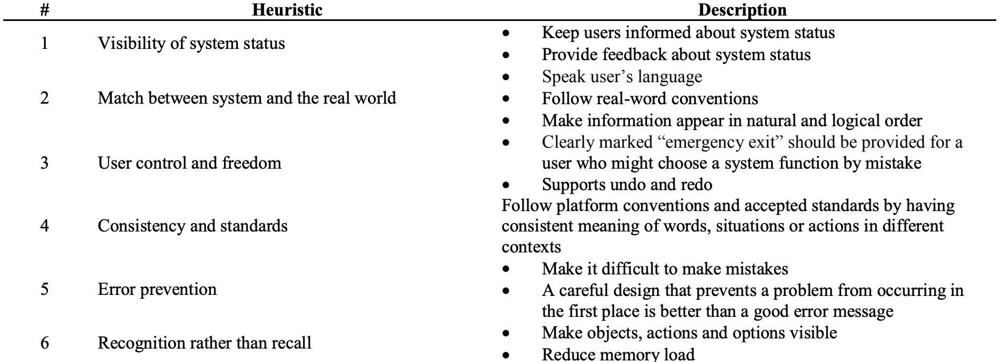 # Heuristic Description
• Keep users informed about system status
1 Visibility of system status
• Provide feedback about system status
• Speak user’s language
2 Match between system and the real world • Follow real-word conventions
• Make information appear in natural and logical order
• Clearly marked “emergency exit” should be provided for a
3 User control and freedom user who might choose a system function by mistake
• Supports undo and redo
Follow platform conventions and accepted standards by having
4 Consistency and standards consistent meaning of words, situations or actions in different
contexts
• Make it difficult to make mistakes
5 Error prevention • A careful design that prevents a problem from occurring in
the first place is better than a good error message
• Make objects, actions and options visible
6 Recognition rather than recall
• Reduce memory load